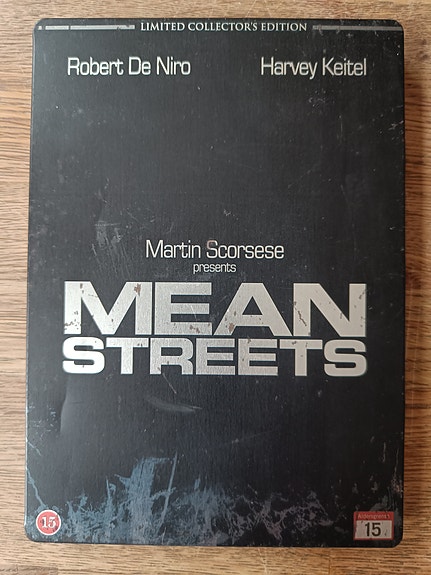 LIMITED COLLECTOR'S EDITION
Robert De Niro Harvey Keitel
Martin Scorsese
presents
MEAN
STREETS
15
15